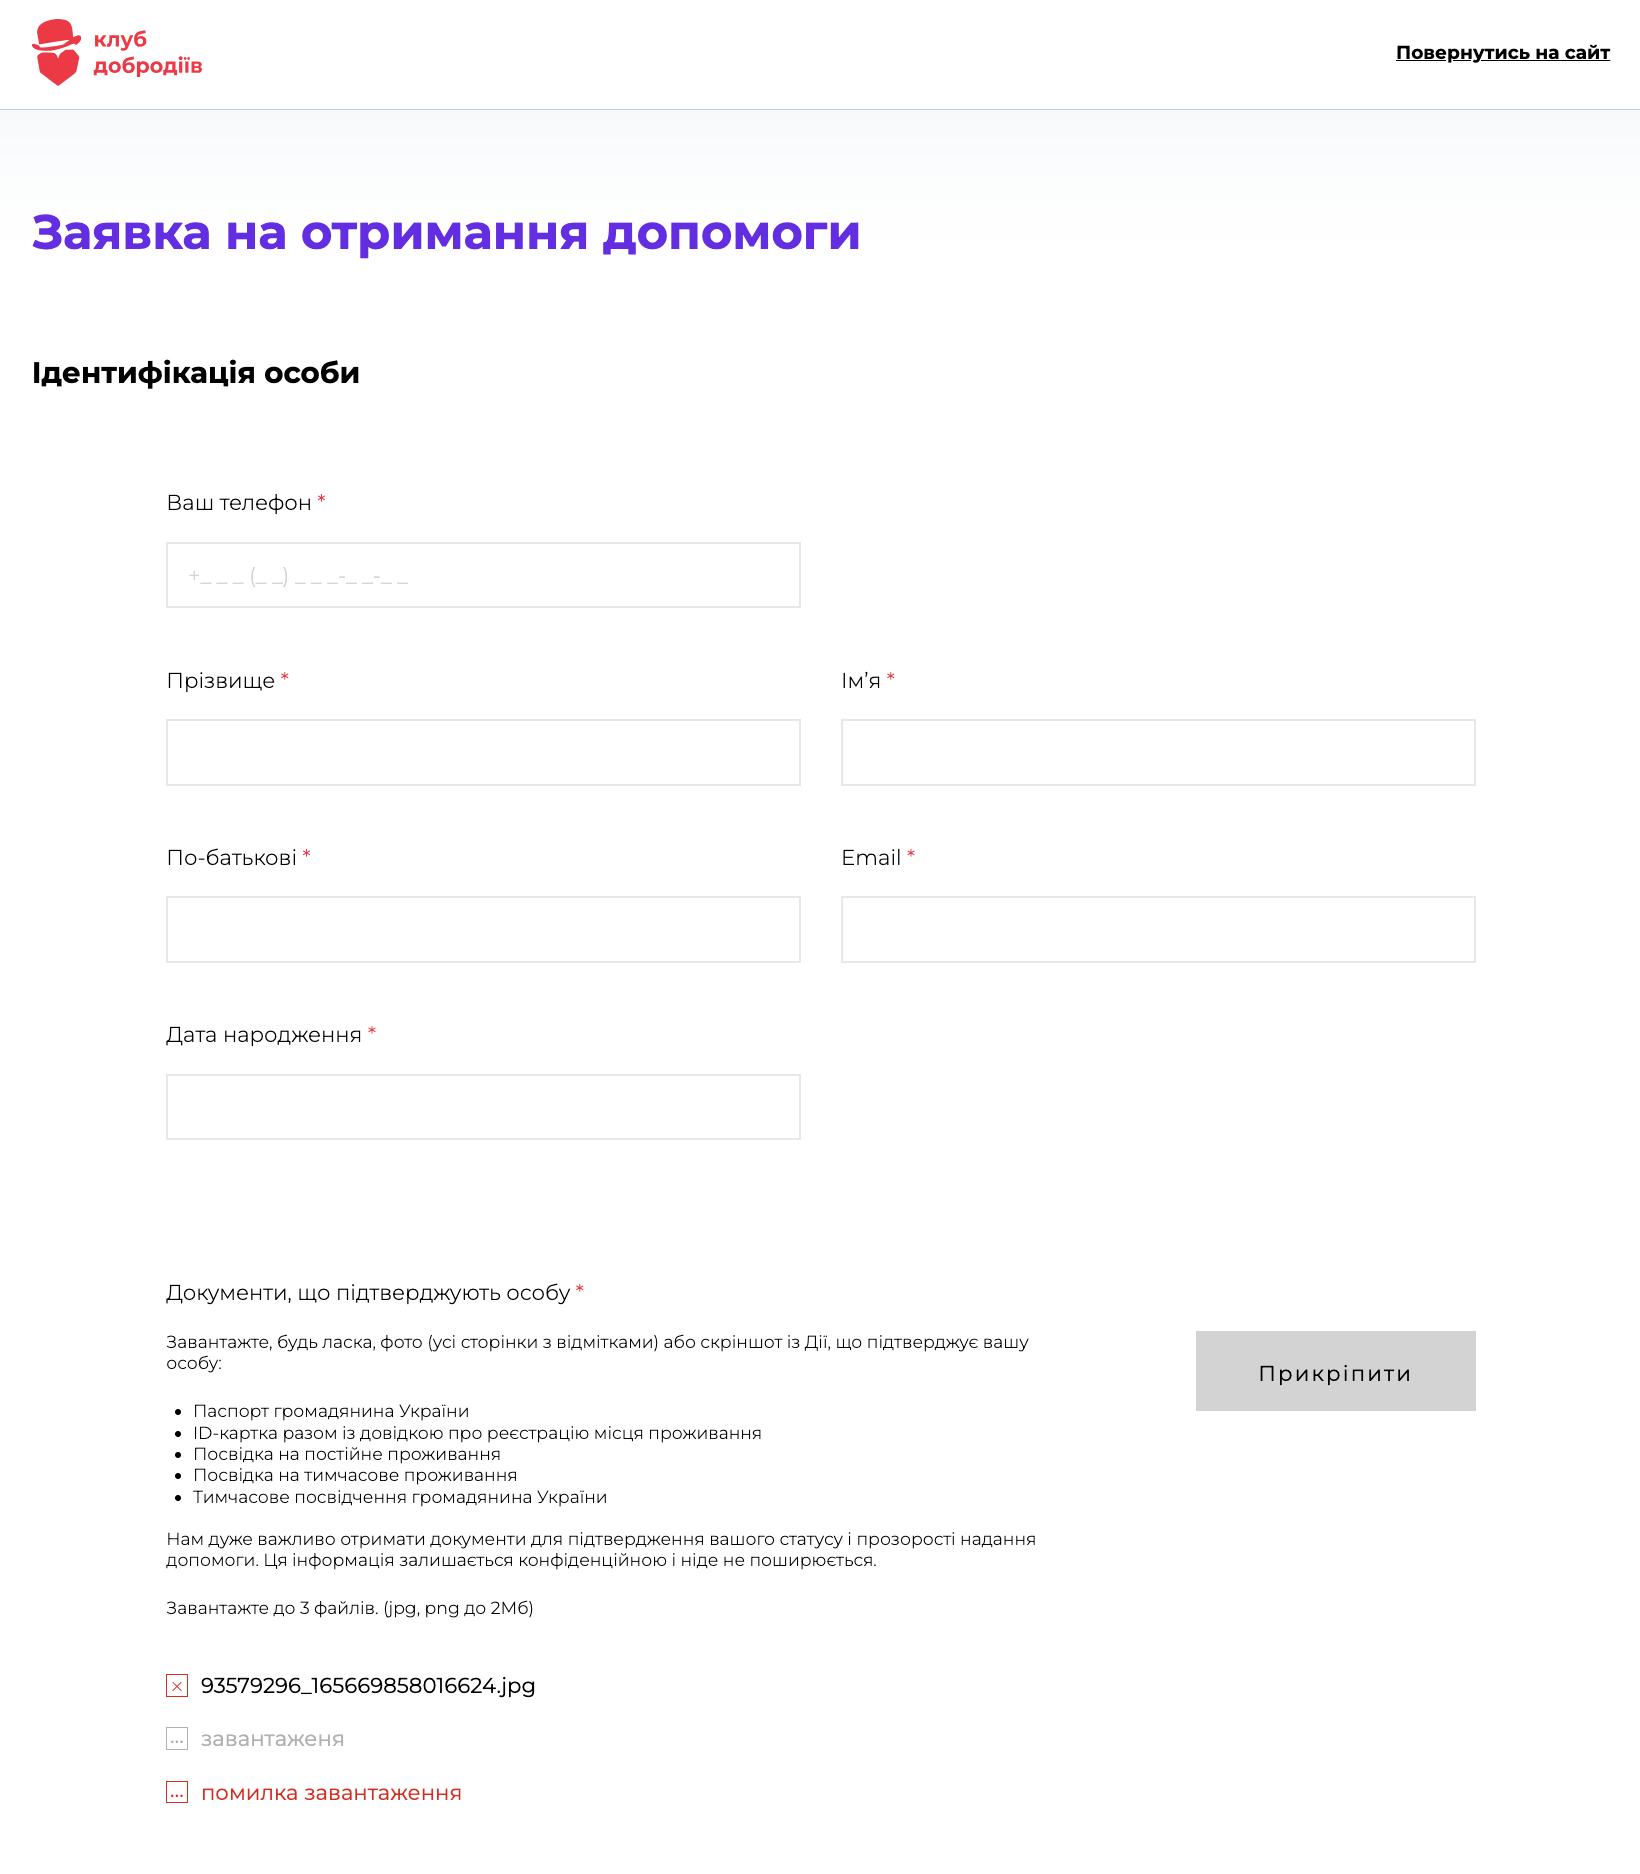 клуб
добродіїв
Повернутись на сайт
Заявка на отримання допомоги
Ідентифікація особи
Ваш телефон *
+_ _ _ (_ _) _ _ _-_ _-_ _
Прізвище *
Ім’я *
По-батькові *
Email *
Дата народження *
Документи, що підтверджують особу *
Завантажте, будь ласка, фото (усі сторінки з відмітками) або скріншот із Дії, що підтверджує вашу
особу:
Прикріпити
• Паспорт громадянина України
• ID-картка разом із довідкою про реєстрацію місця проживання
• Посвідка на постійне проживання
• Посвідка на тимчасове проживання
• Тимчасове посвідчення громадянина України
Нам дуже важливо отримати документи для підтвердження вашого статусу і прозорості надання
допомоги. Ця інформація залишається конфіденційною і ніде не поширюється.
Завантажте до 3 файлів. (jpg, png до 2Мб)
93579296_165669858016624.jpg
... завантаженя
... помилка завантаження